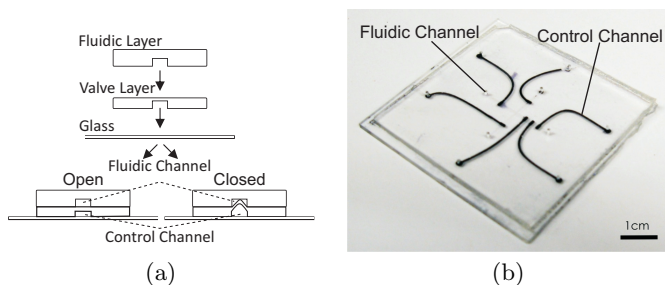 Fluidic Layer
Valve Layer
Glass
Fluidic Channel
Open
Closed
Control Channel
(a)
Fluidic Channel
Control Channel
1cm
(b)